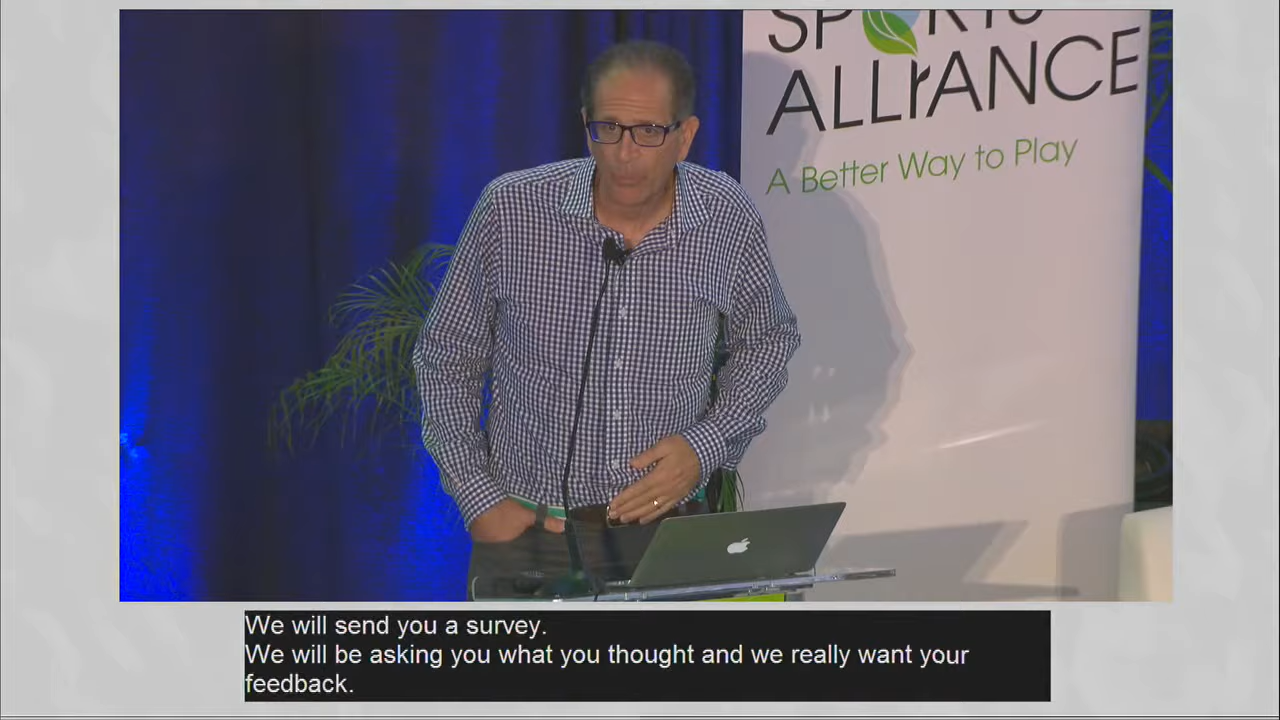 SPORTS
ALLIANCE
A Better Way to Play
We will send you a survey.
We will be asking you what you thought and we really want your
feedback.